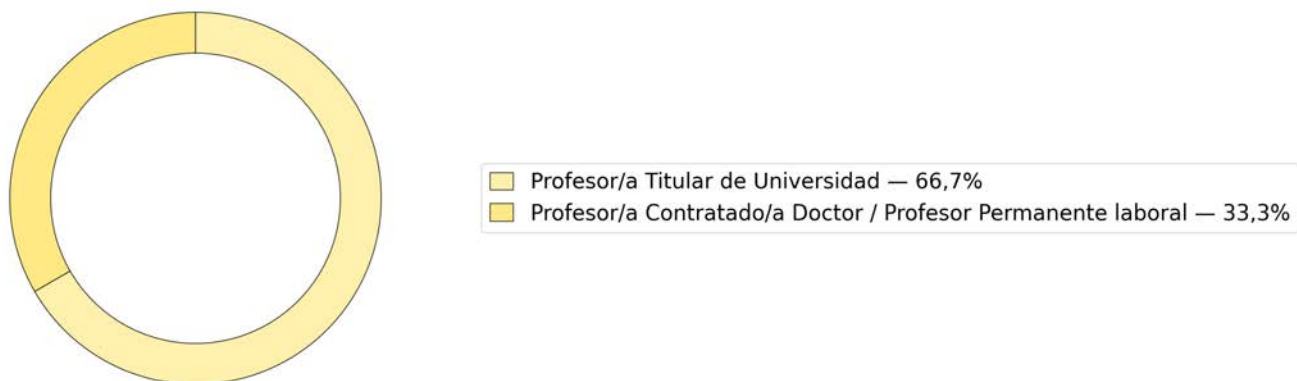 Profesor/a Titular de Universidad — 66,7%
Profesor/a Contratado/a Doctor / Profesor Permanente laboral — 33,3%